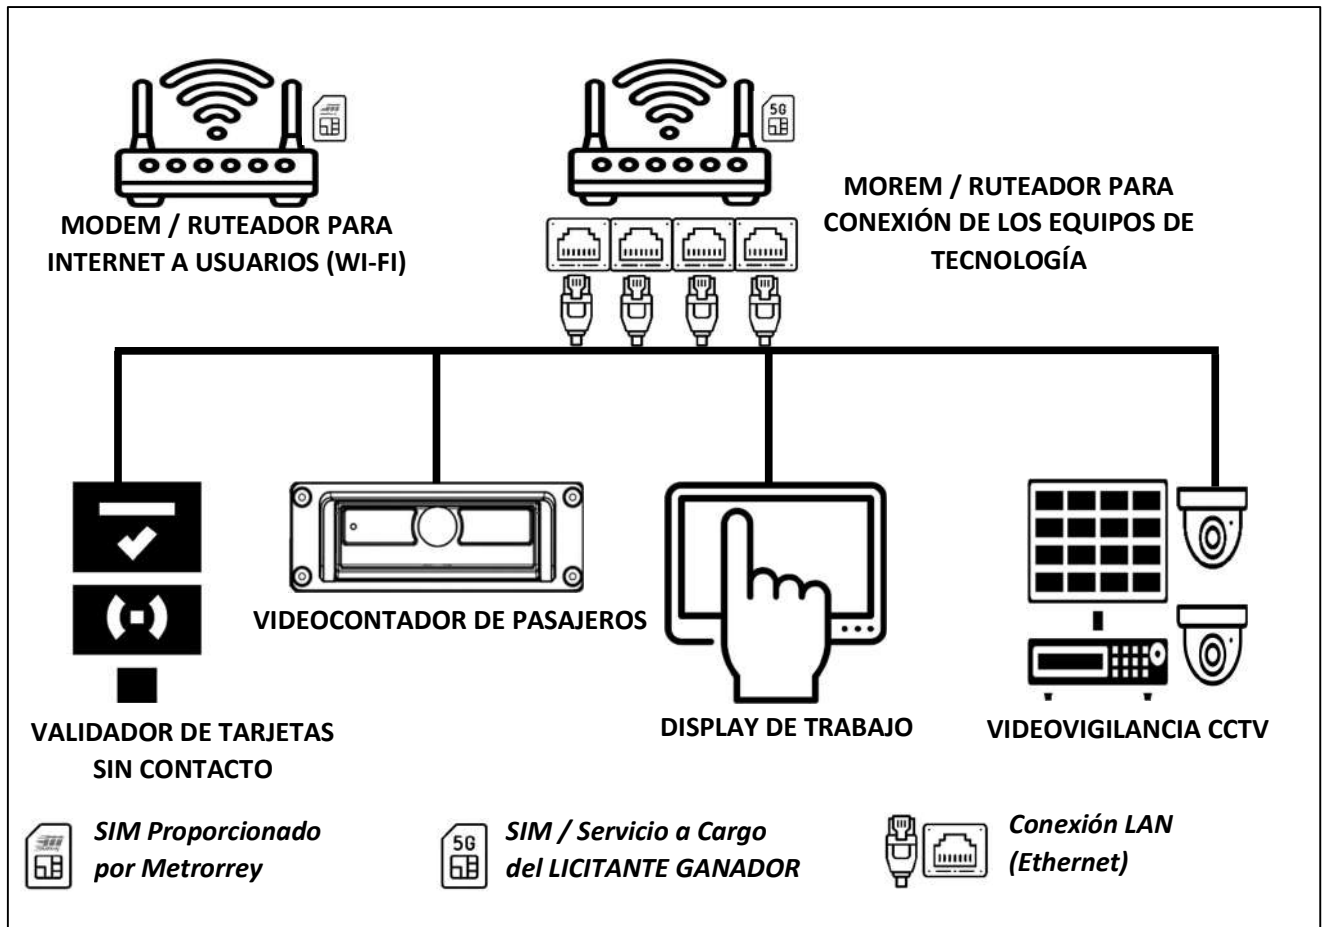 5G
MODEM / RUTEADOR PARA
INTERNET A USUARIOS (WI-FI)
MOREM / RUTEADOR PARA
CONEXIÓN DE LOS EQUIPOS DE
TECNOLOGÍA
VIDEOCONTADOR DE PASAJEROS
VALIDADOR DE TARJETAS
SIN CONTACTO
DISPLAY DE TRABAJO
VIDEOVIGILANCIA CCTV
SIM Proporcionado
por Metrorrey
5G
SIM / Servicio a Cargo
del LICITANTE GANADOR
Conexión LAN
(Ethernet)